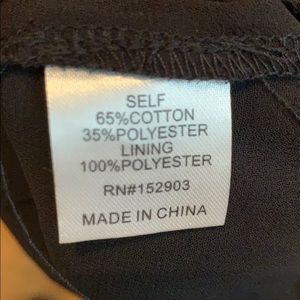 SELF
65%COTTON
35%POLYESTER
LINING
100%POLYESTER
RN#152903
MADE IN CHINA